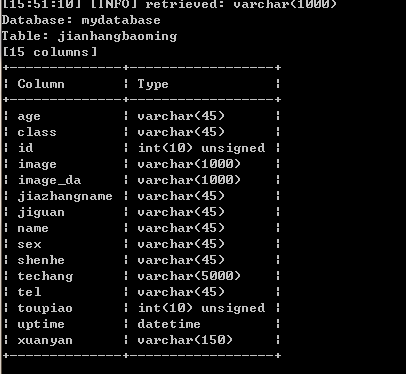 [15:51:10] [INFO] retrieved: varchar(1000)
Database: mydatabase
Table: jianhangbaoming
[15 columns]
+--------------+------------------+
¦ Column ¦ Type ¦
+--------------+------------------+
¦ age ¦ varchar(45) ¦
¦ class ¦ varchar(45) ¦
¦ id ¦ int(10) unsigned ¦
¦ image ¦ varchar(1000) ¦
¦ image_da ¦ varchar(1000) ¦
¦ jiazhangname ¦ varchar(45) ¦
¦ jiguan ¦ varchar(45) ¦
¦ name ¦ varchar(45) ¦
¦ sex ¦ varchar(45) ¦
¦ shenhe ¦ varchar(45) ¦
¦ techang ¦ varchar(5000) ¦
¦ tel ¦ varchar(45) ¦
¦ toupiao ¦ int(10) unsigned ¦
¦ uptime ¦ datetime ¦
¦ xuanyan ¦ varchar(150) ¦
+--------------+------------------+